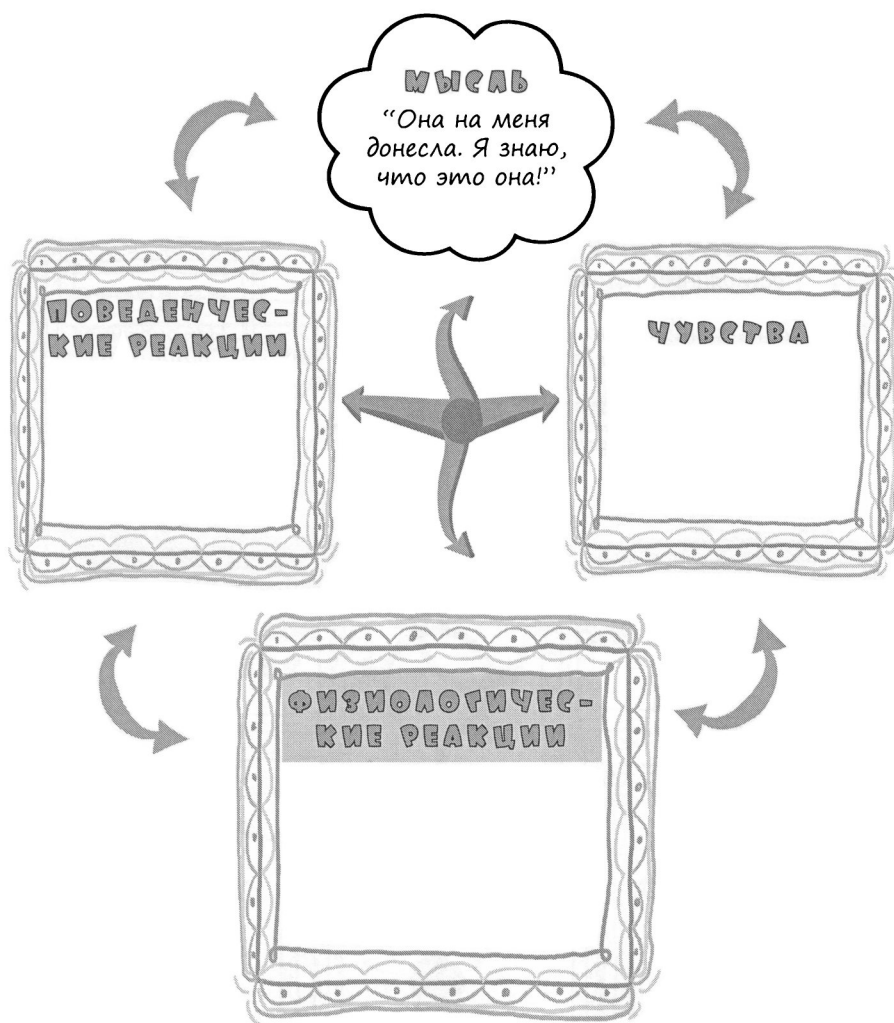 МЫСЛЬ
“Она на меня
донесла. Я знаю,
что это она!”
ПОВЕДЕНЧЕС-
КИЕ РЕАКЦИИ
ЧУВСТВА
ФИЗИОЛОГИЧЕС-
КИЕ РЕАКЦИИ